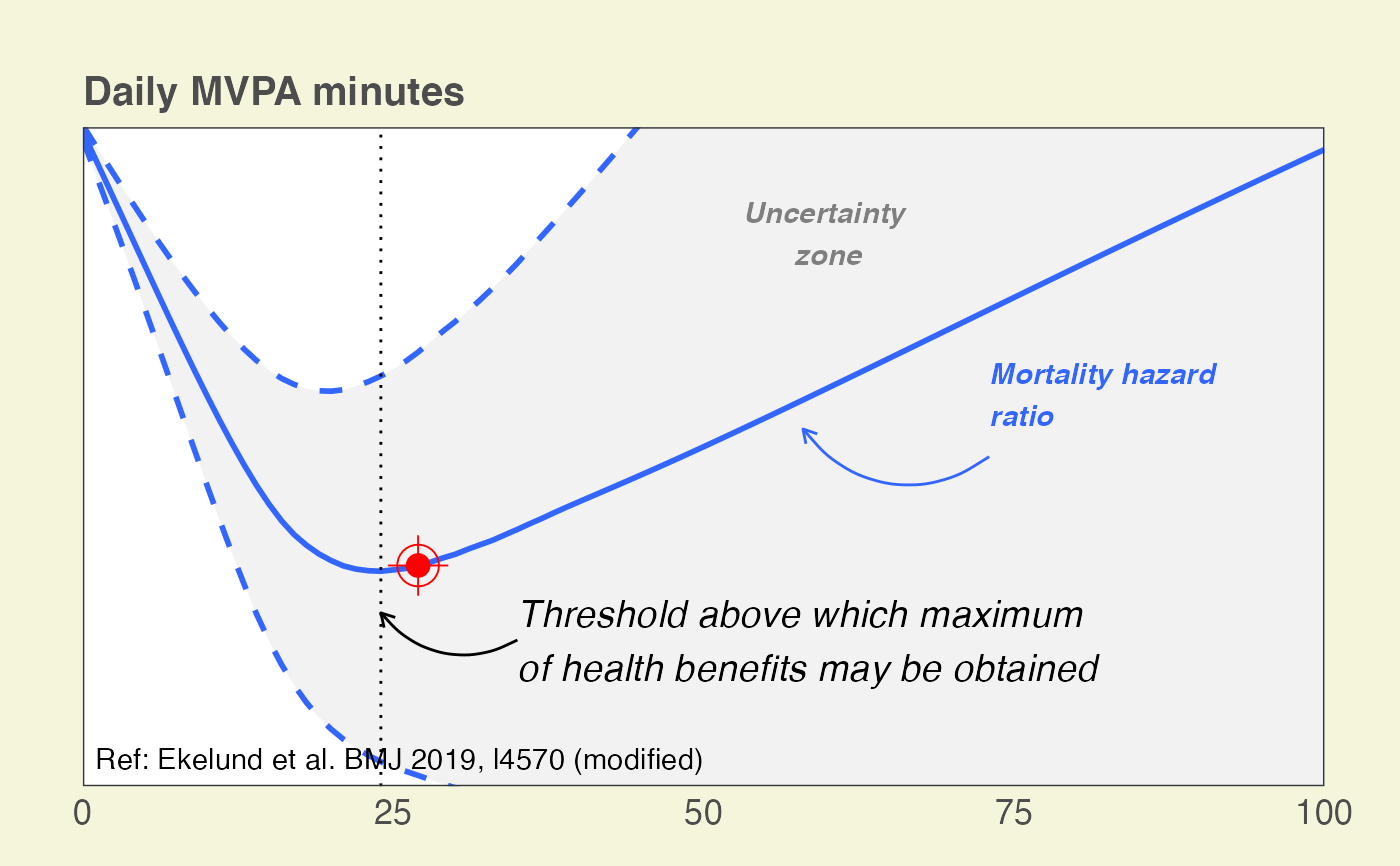 Daily MVPA minutes
Uncertainty
zone
Mortality hazard
ratio
Threshold above which maximum
of health benefits may be obtained
Ref: Ekelund et al. BMJ 2019, l4570 (modified)
0 25 50 75 100